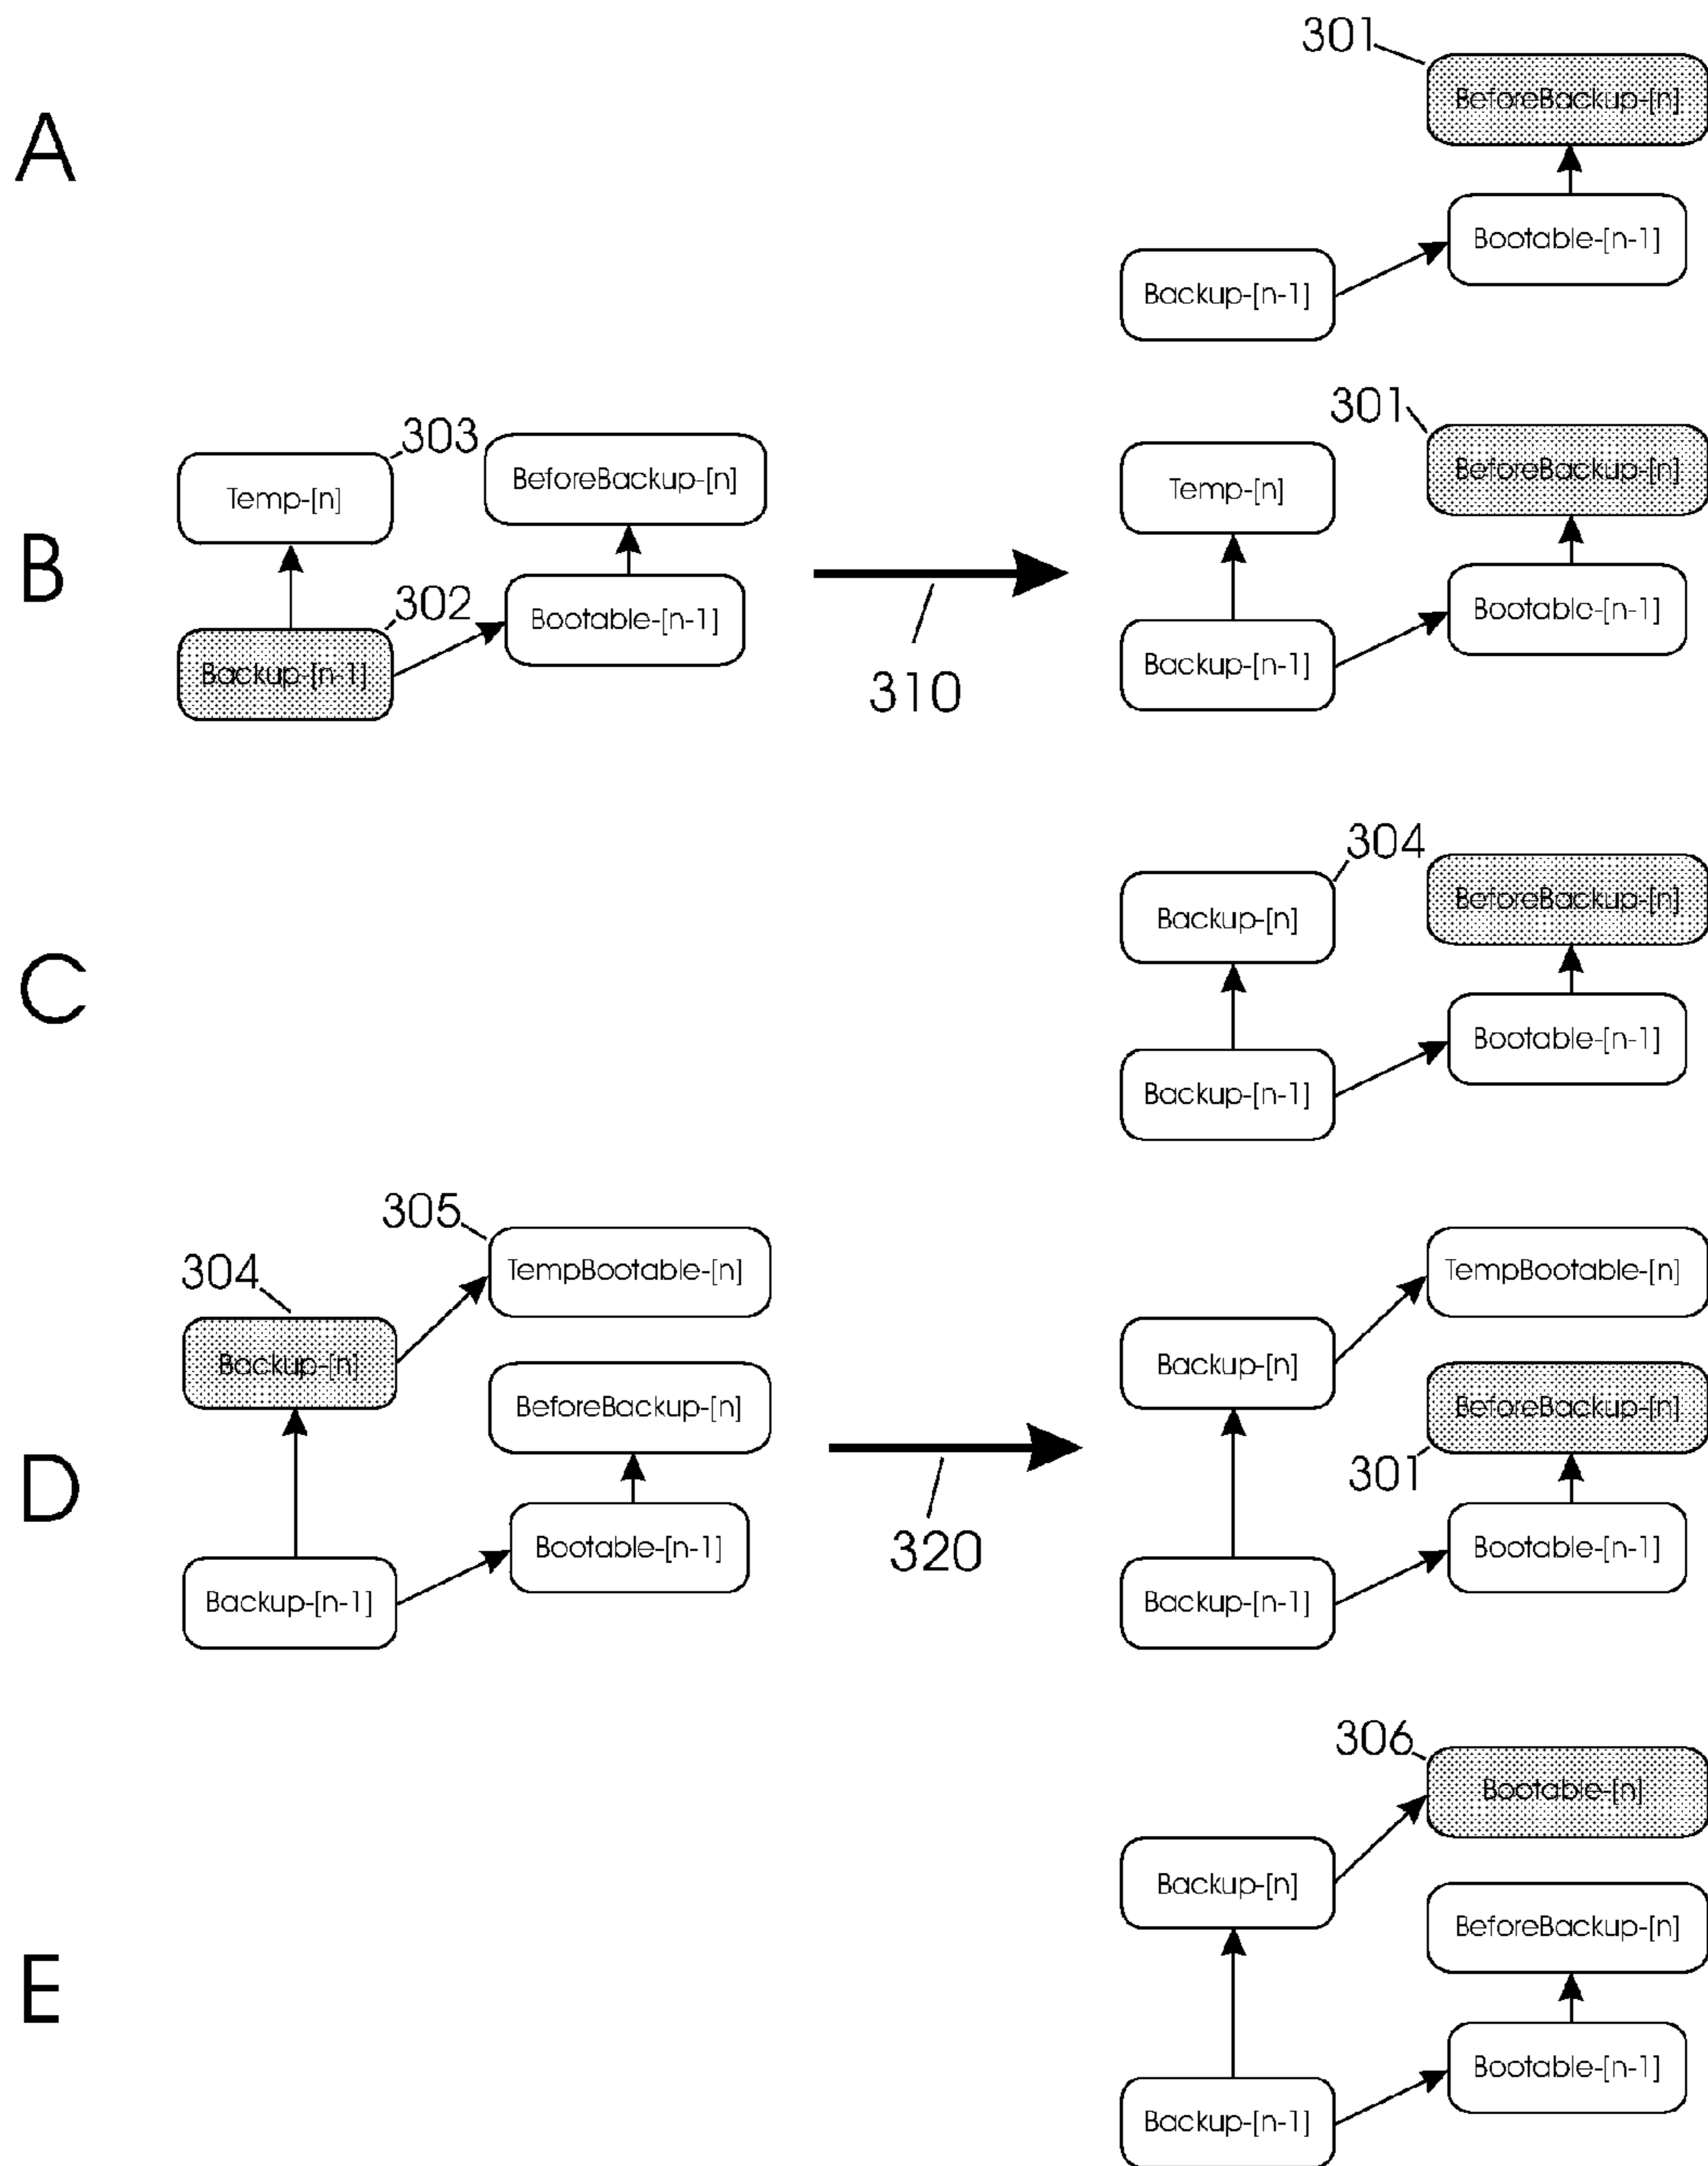 301
BeforeBackup-[n]
A
Bootable-[n-1]
Backup-[n-1]
303
301
Temp-[n]
BeforeBackup-[n]
Temp-[n]
BeforeBackup-[n]
B
302
Bootable-[n-1]
Bootable-[n-1]
Backup-[n-1]
Backup-[n-1]
310
304
Backup-[n]
BeforeBackup-[n]
C
Bootable-[n-1]
Backup-[n-1]
305
304
TempBootable-[n]
TempBootable-[n]
Backup-[n]
Backup-[n]
BeforeBackup-[n]
BeforeBackup-[n]
301
D
320
Bootable-[n-1]
Bootable-[n-1]
Backup-[n-1]
Backup-[n-1]
306
Bootable-[n]
Backup-[n]
BeforeBackup-[n]
E
Bootable-[n-1]
Backup-[n-1]